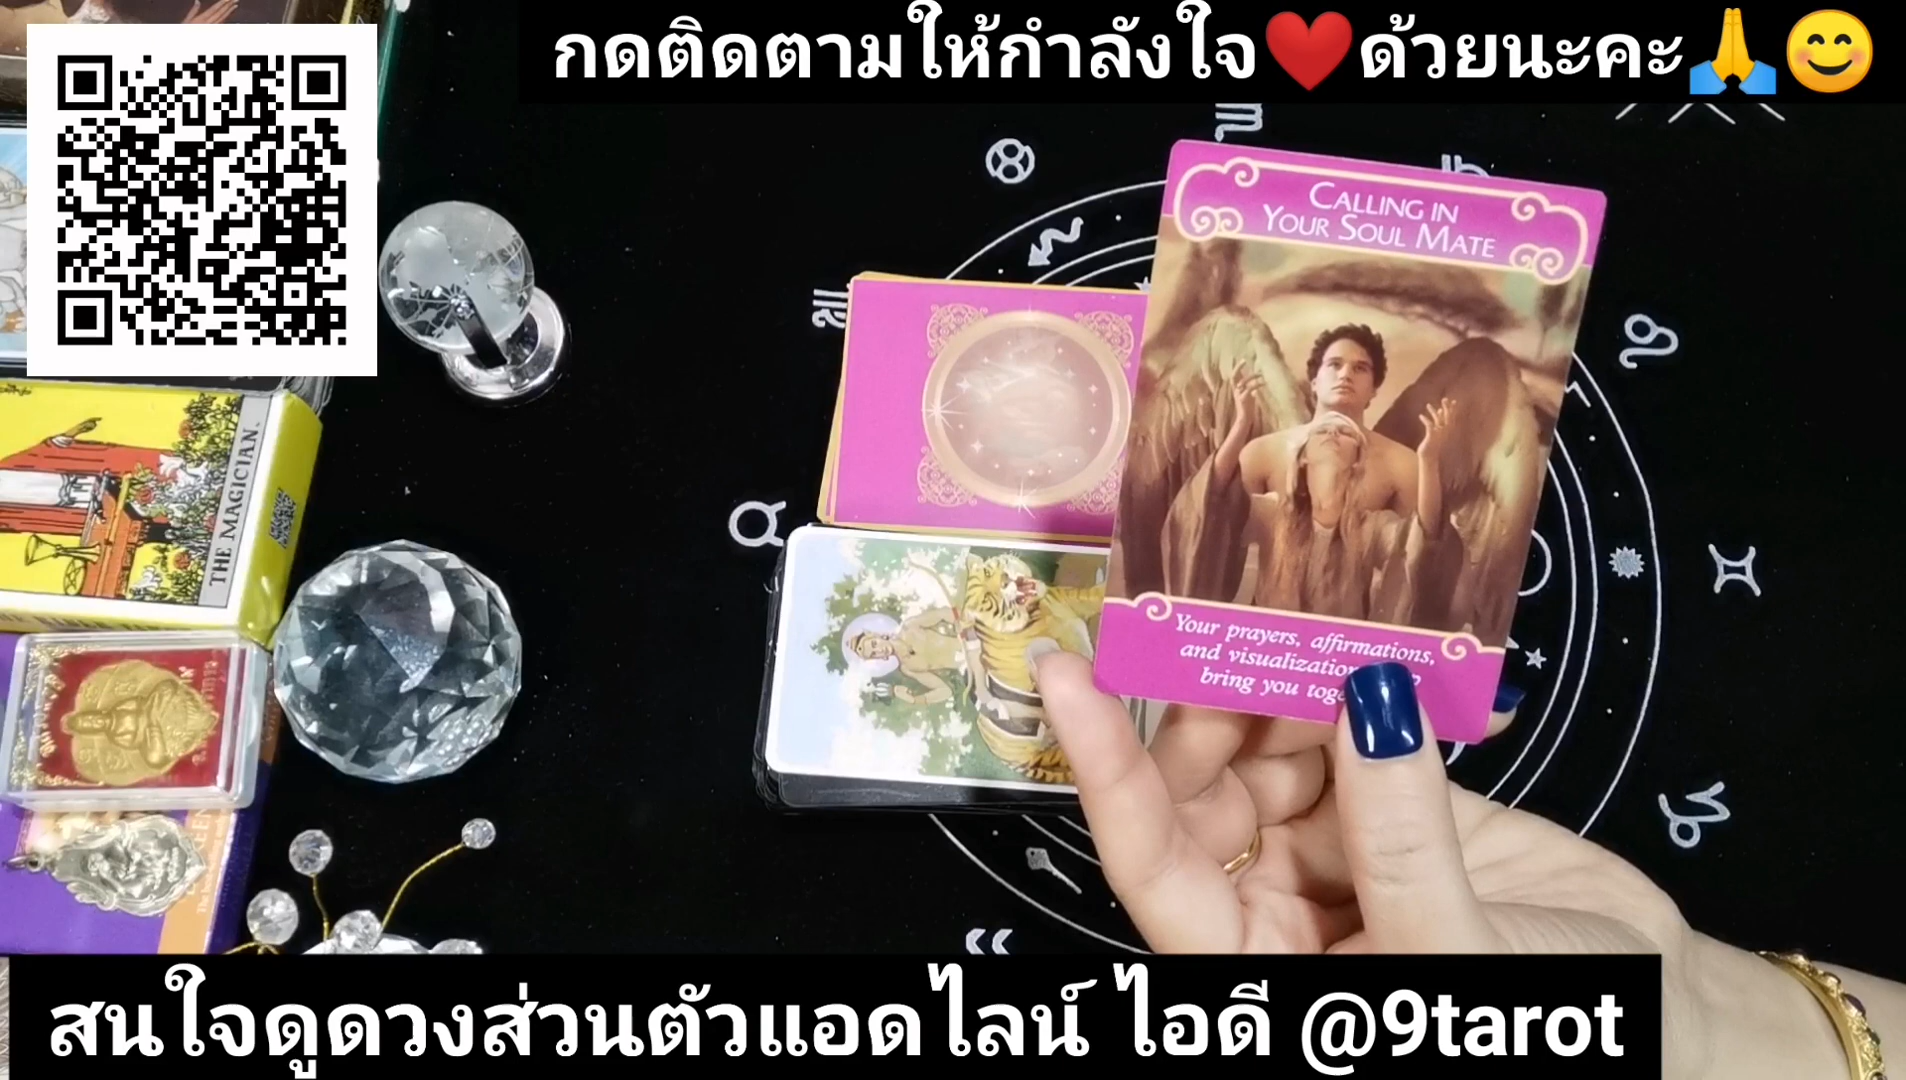 กดติดตามให้กำลังใจ❤️ด้วยนะคะ🙏😊
CALLING IN
YOUR SOUL MATE
THE MAGICIAN.
Your prayers, affirmations,
and
bring you
สนใจดูดวงส่วนตัวแอดไลน์ ไอดี @9tarot